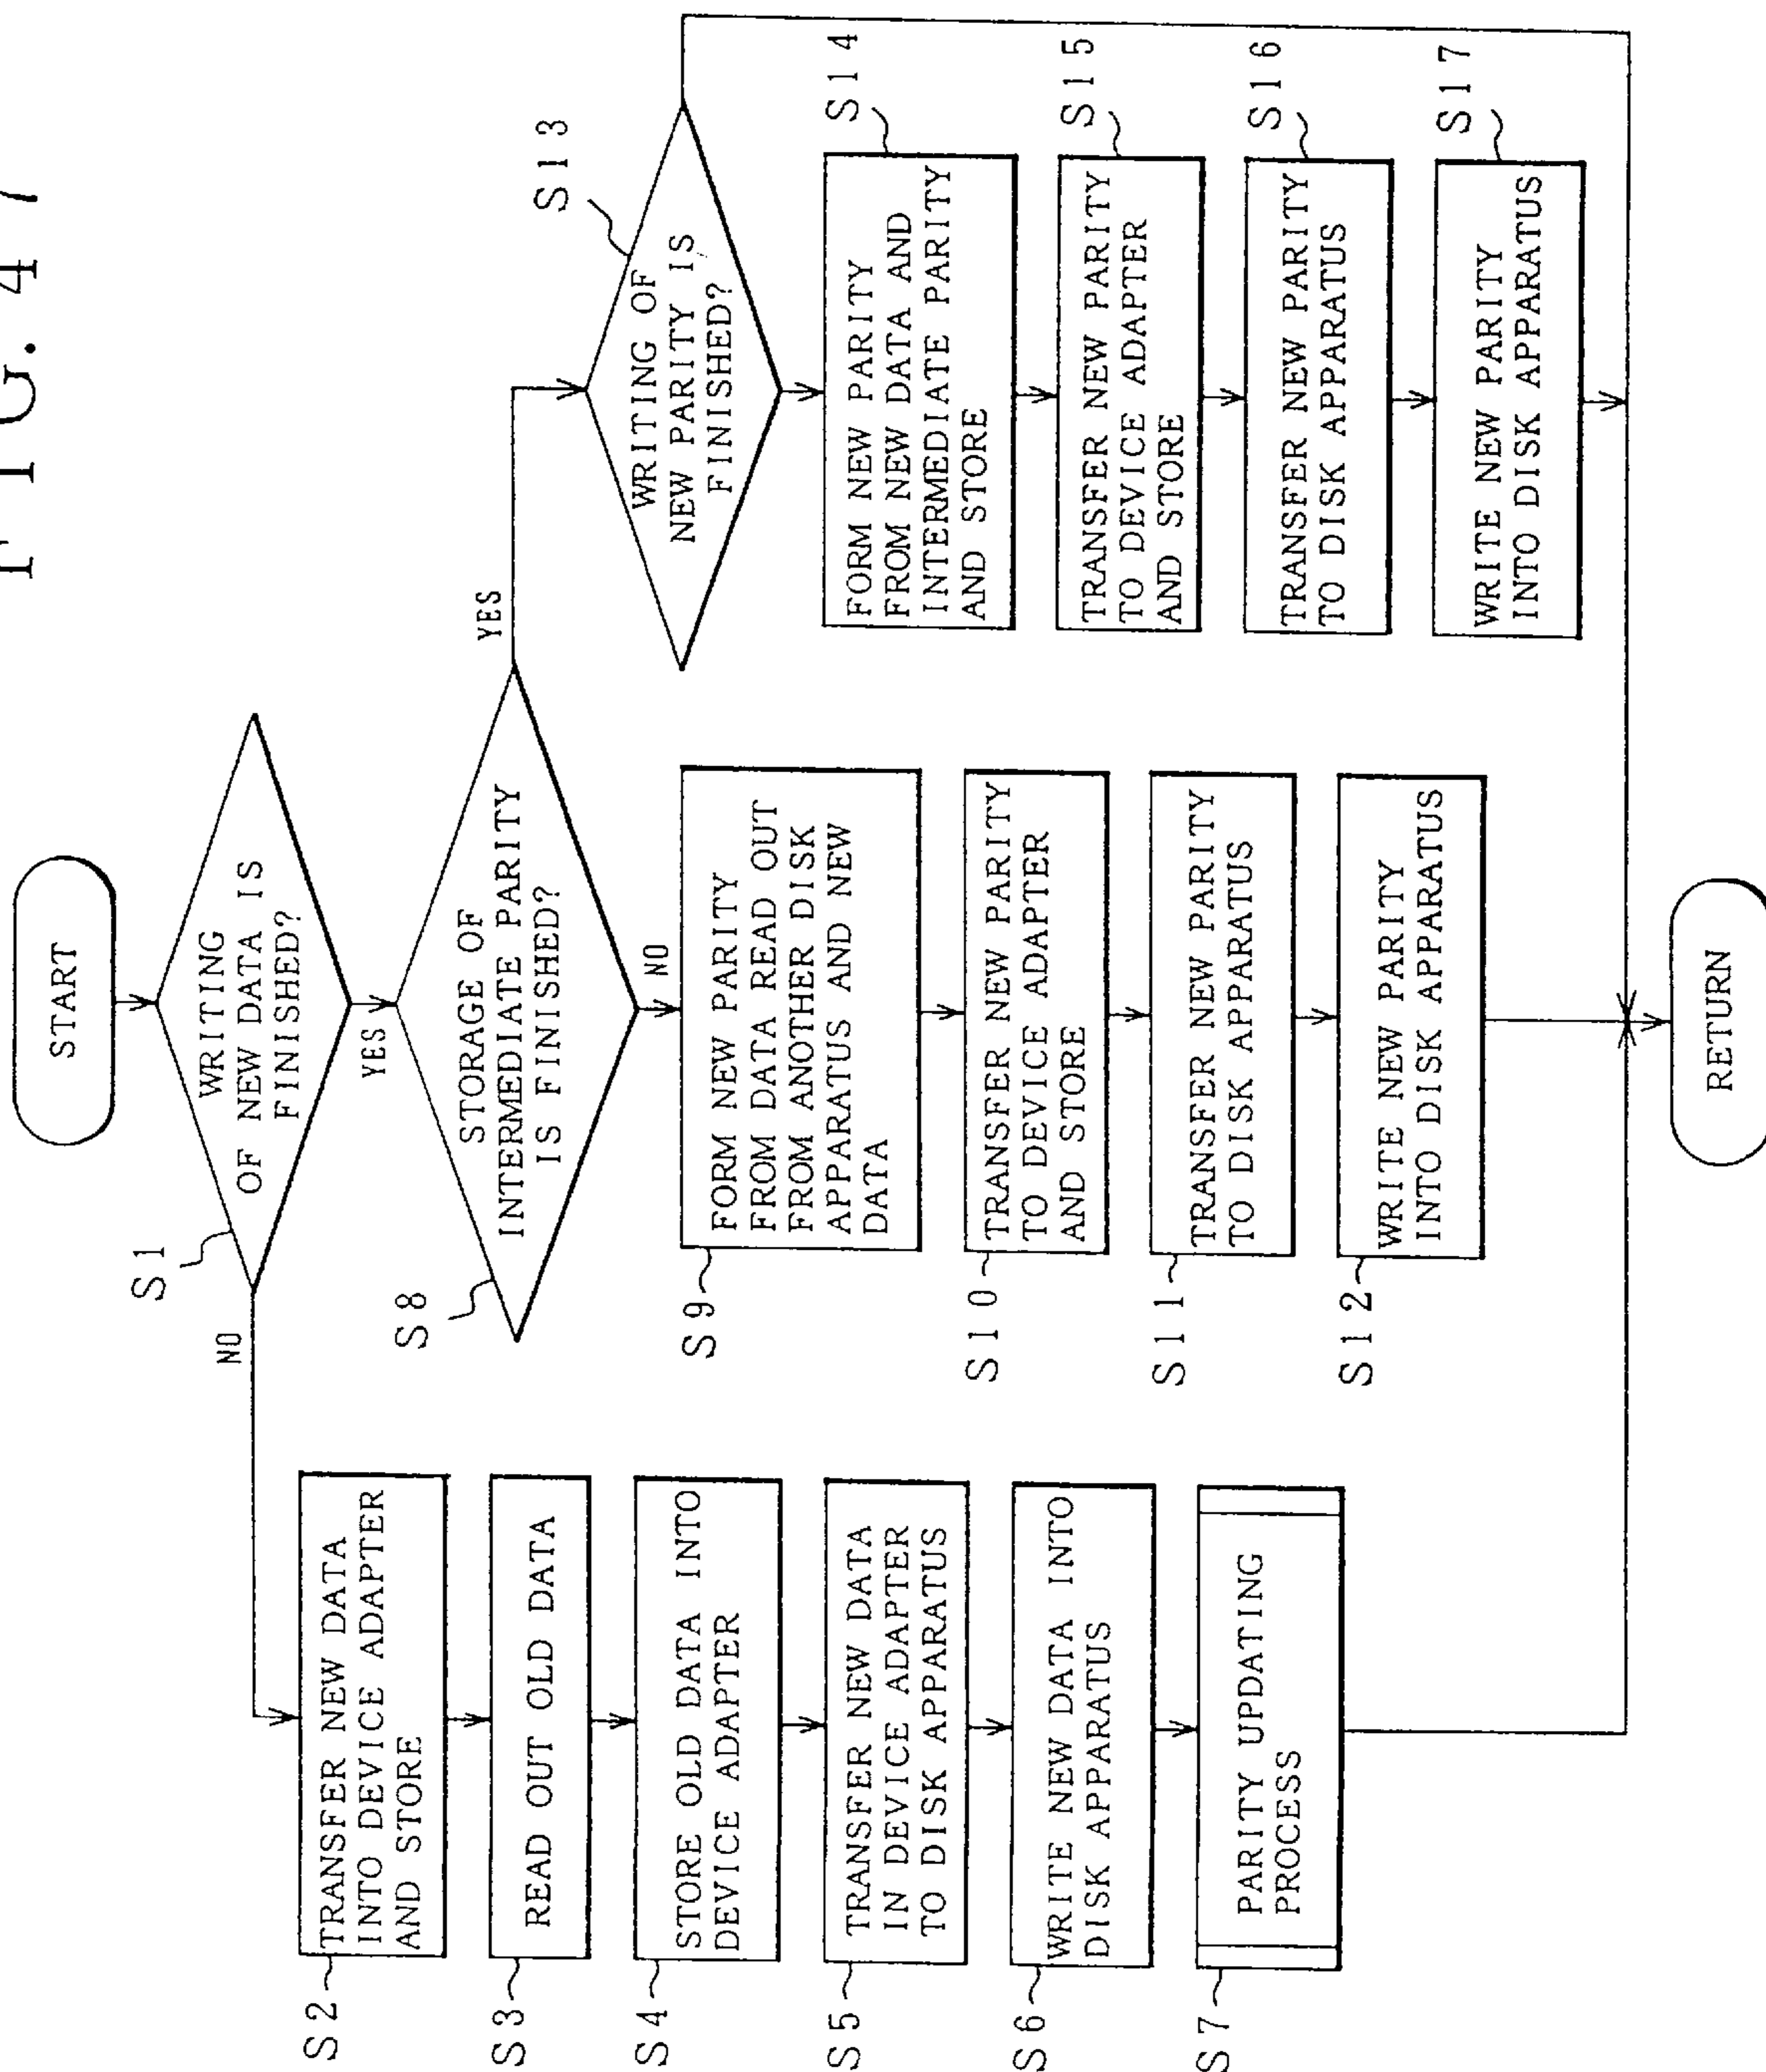 FIG. 47
START
S1
WRITING
OF NEW DATA IS
FINISHED?
NO
YES
S2
TRANSFER NEW DATA
INTO DEVICE ADAPTER
AND STORE
S3
READ OUT OLD DATA
S4
STORE OLD DATA INTO
DEVICE ADAPTER
S5
TRANSFER NEW DATA
IN DEVICE ADAPTER
TO DISK APPARATUS
S6
WRITE NEW DATA INTO
DISK APPARATUS
S7
PARITY UPDATING
PROCESS
S8
STORAGE OF
INTERMEDIATE PARITY
IS FINISHED?
YES
NO
S9
FORM NEW PARITY
FROM DATA READ OUT
FROM ANOTHER DISK
APPARATUS AND NEW
DATA
S10
TRANSFER NEW PARITY
TO DEVICE ADAPTER
AND STORE
S11
TRANSFER NEW PARITY
TO DISK APPARATUS
S12
WRITE NEW PARITY
INTO DISK APPARATUS
S13
WRITING OF
NEW PARITY IS
FINISHED?
S14
FORM NEW PARITY
FROM NEW DATA AND
INTERMEDIATE PARITY
AND STORE
S15
TRANSFER NEW PARITY
TO DEVICE ADAPTER
AND STORE
S16
TRANSFER NEW PARITY
TO DISK APPARATUS
S17
WRITE NEW PARITY
INTO DISK APPARATUS
RETURN